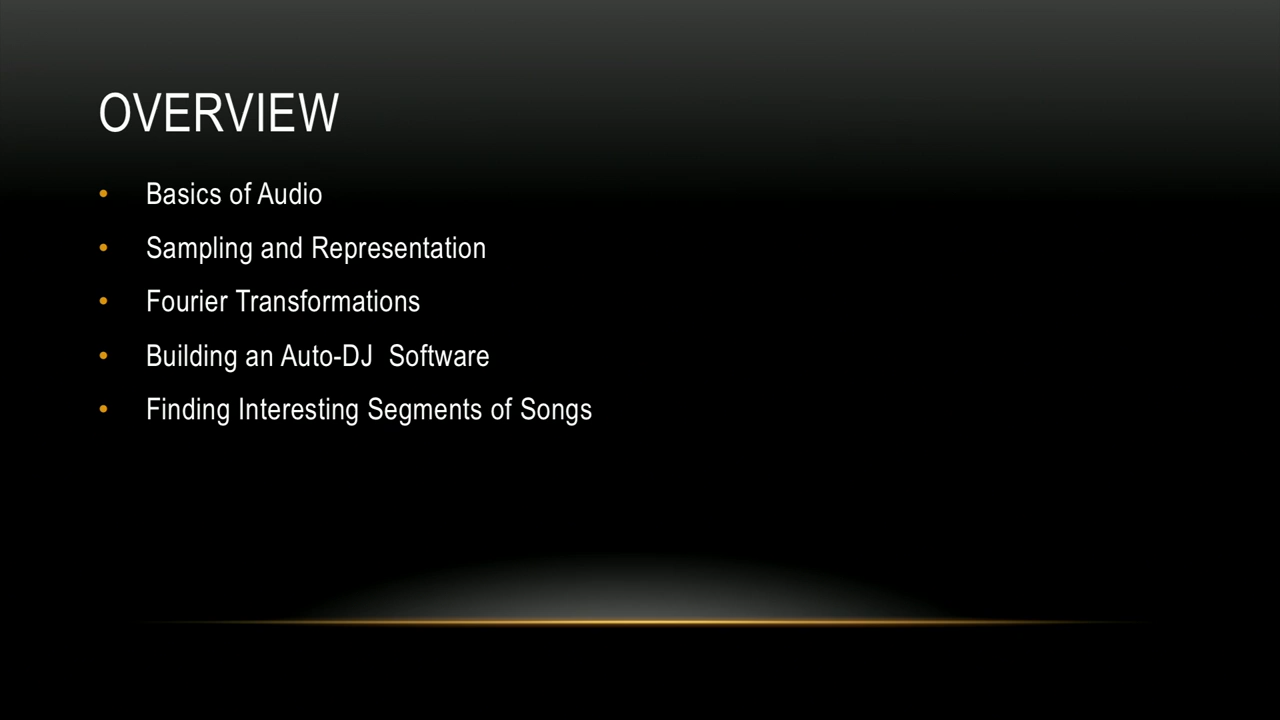 OVERVIEW
• Basics of Audio
• Sampling and Representation
• Fourier Transformations
• Building an Auto-DJ  Software
• Finding Interesting Segments of Songs